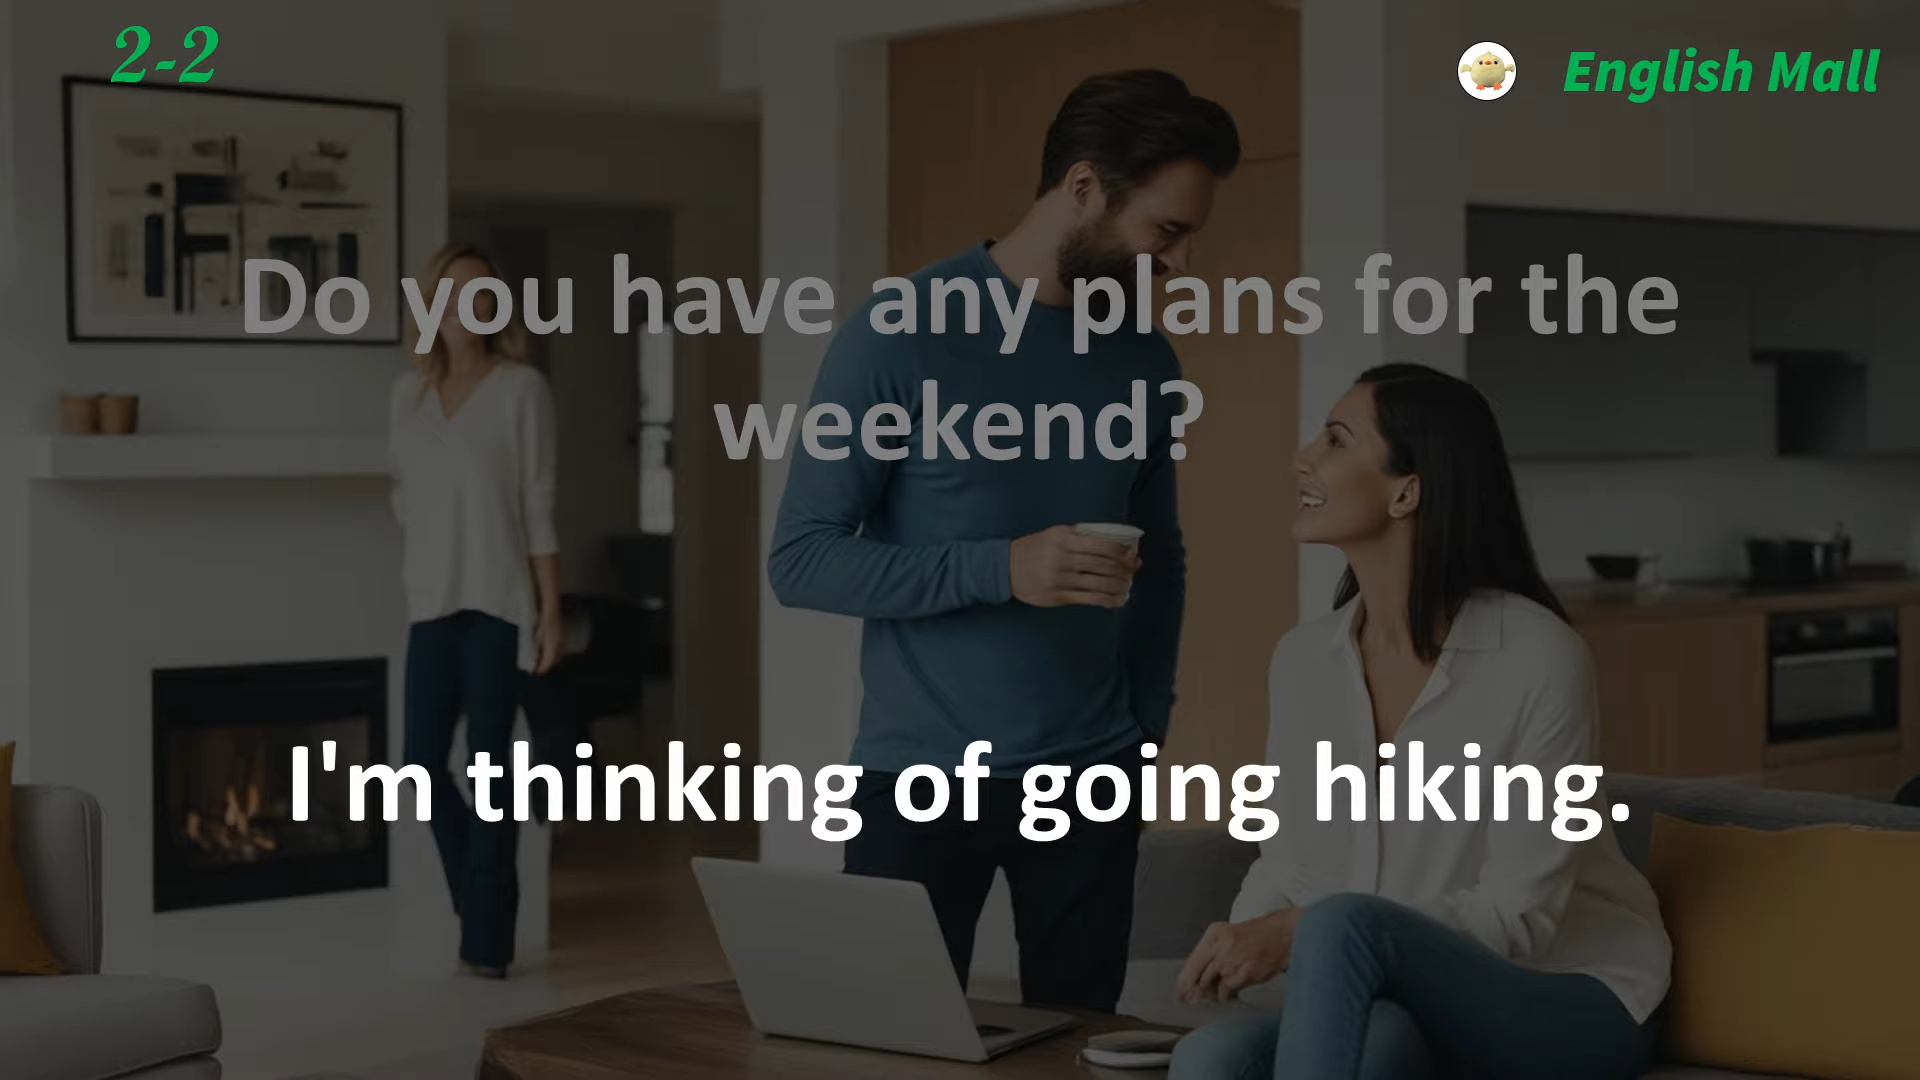 2-2
English Mall
Do you have any plans for the
weekend?
I'm thinking of going hiking.